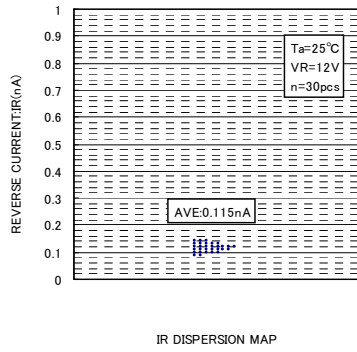 REVERSE CURRENT:IR(nA)
1
0.9
0.8
0.7
0.6
0.5
0.4
0.3
0.2
0.1
0
Ta=25°C
VR=12V
n=30pcs
AVE:0.115nA
IR DISPERSION MAP